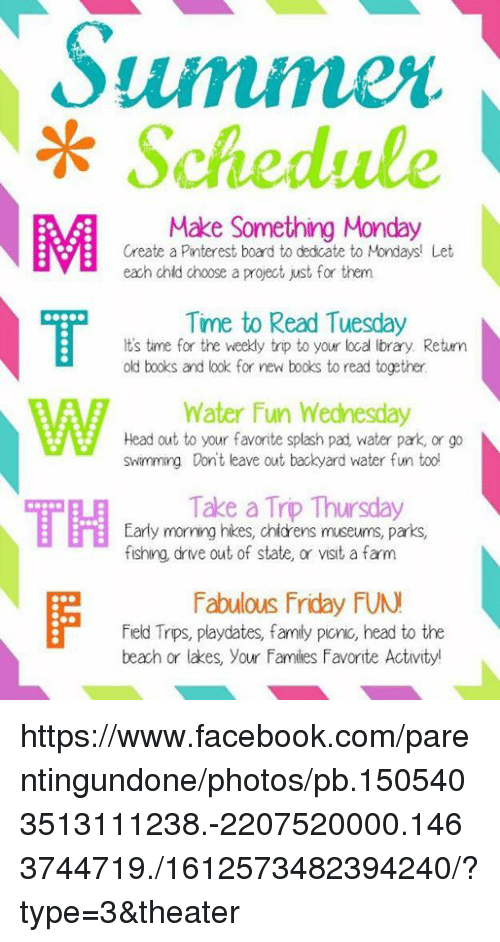 Summer
* Schedule
M
Make Something Monday
Create a Pinterest board to dedicate to Mondays! Let
each child choose a project just for them
T
Time to Read Tuesday
It's time for the weekly trip to your local library. Return
old books and look for new books to read together.
W
Water Fun Wednesday
Head out to your favorite splash pad, water park, or go
swimming. Don't leave out backyard water fun too!
TH
Take a Trip Thursday
Early morning hikes, childrens museums, parks,
fishing, drive out of state, or visit a farm
F
Fabulous Friday FUN!
Field Trips, playdates, family picnic, head to the
beach or lakes, Your Families Favorite Activity!
https://www.facebook.com/pare
ntingundone/photos/pb.150540
3513111238.-2207520000.146
3744719./1612573482394240/?
type=3&theater